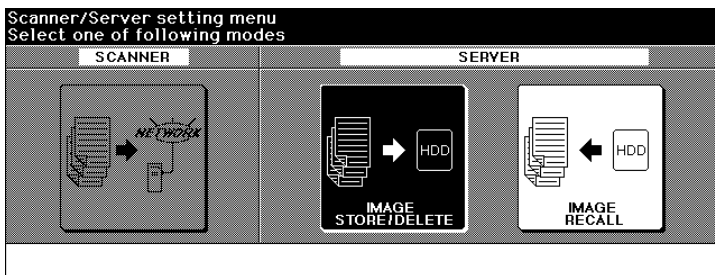 Scanner/Server setting menu
Select one of following modes
SCANNER
SERVER
NETWORK
HDD
IMAGE
STORE/DELETE
HDD
IMAGE
RECALL